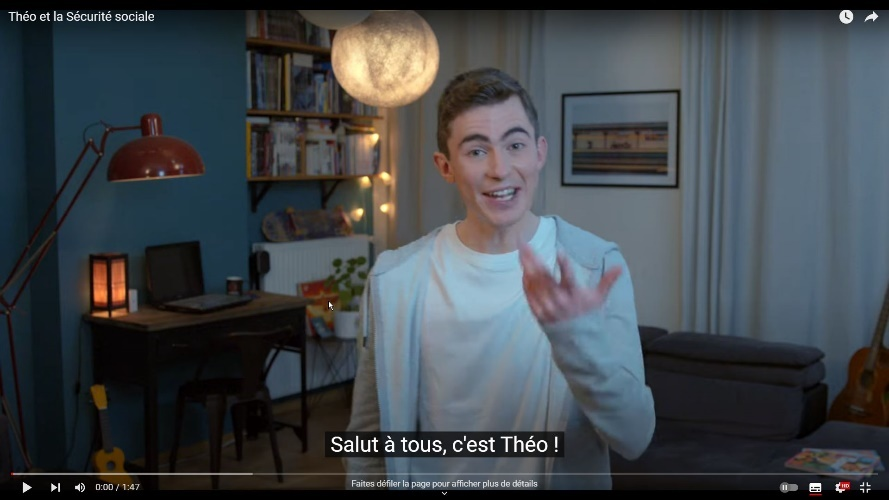 Théo et la Sécurité sociale
Salut à tous, c'est Théo !
0:00 / 1:47
Faites défiler la page pour afficher plus de détails
HD